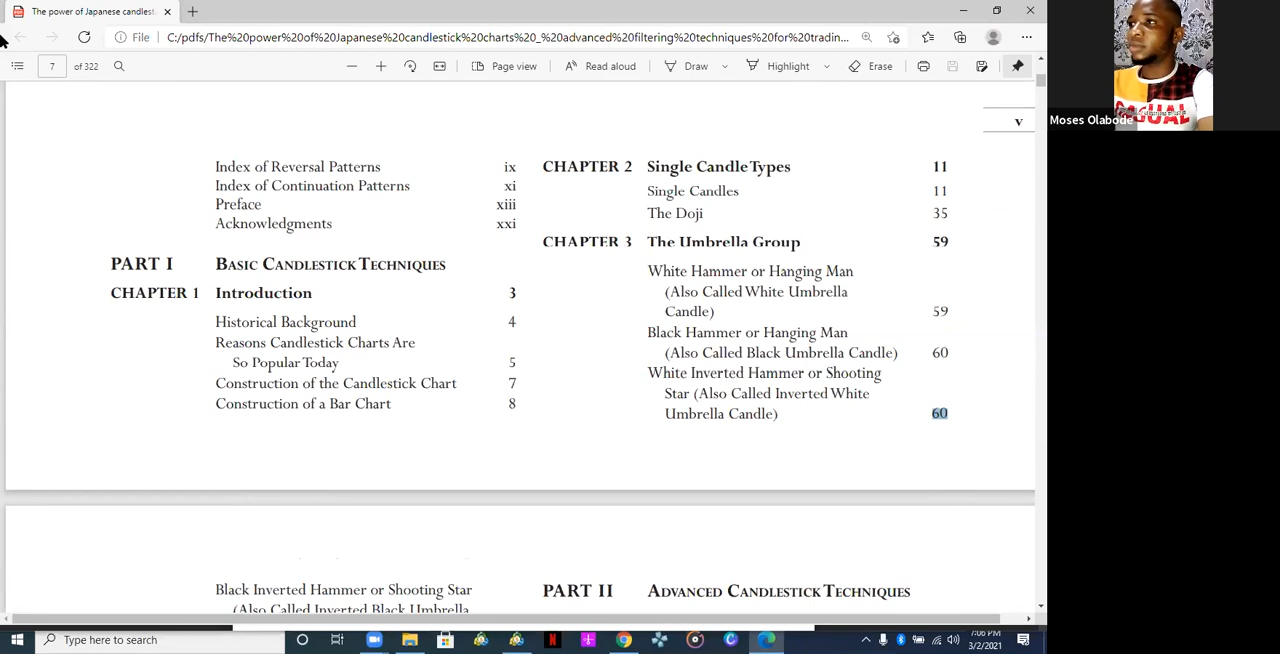 The power of Japanese candlest
File
C:/pdfs/The%20power%20of%20Japanese%20candlestick%20charts%20_%20advanced%20filtering%20techniques%20for%20tradin...
7 of 322
Page view
Read aloud
Draw
Highlight
Erase
v
Index of Reversal Patterns ix
Index of Continuation Patterns xi
Preface xiii
Acknowledgments xxi
PART I BASIC CANDLESTICK TECHNIQUES
CHAPTER 1 Introduction 3
Historical Background 4
Reasons Candlestick Charts Are
So Popular Today 5
Construction of the Candlestick Chart 7
Construction of a Bar Chart 8
CHAPTER 2 Single Candle Types 11
Single Candles 11
The Doji 35
CHAPTER 3 The Umbrella Group 59
White Hammer or Hanging Man
(Also Called White Umbrella
Candle) 59
Black Hammer or Hanging Man
(Also Called Black Umbrella Candle) 60
White Inverted Hammer or Shooting
Star (Also Called Inverted White
Umbrella Candle) 60
Black Inverted Hammer or Shooting Star
(Also Called Inverted Black Umbrella
PART II ADVANCED CANDLESTICK TECHNIQUES
Moses Olabode
Type here to search
7:06 PM
3/2/2021